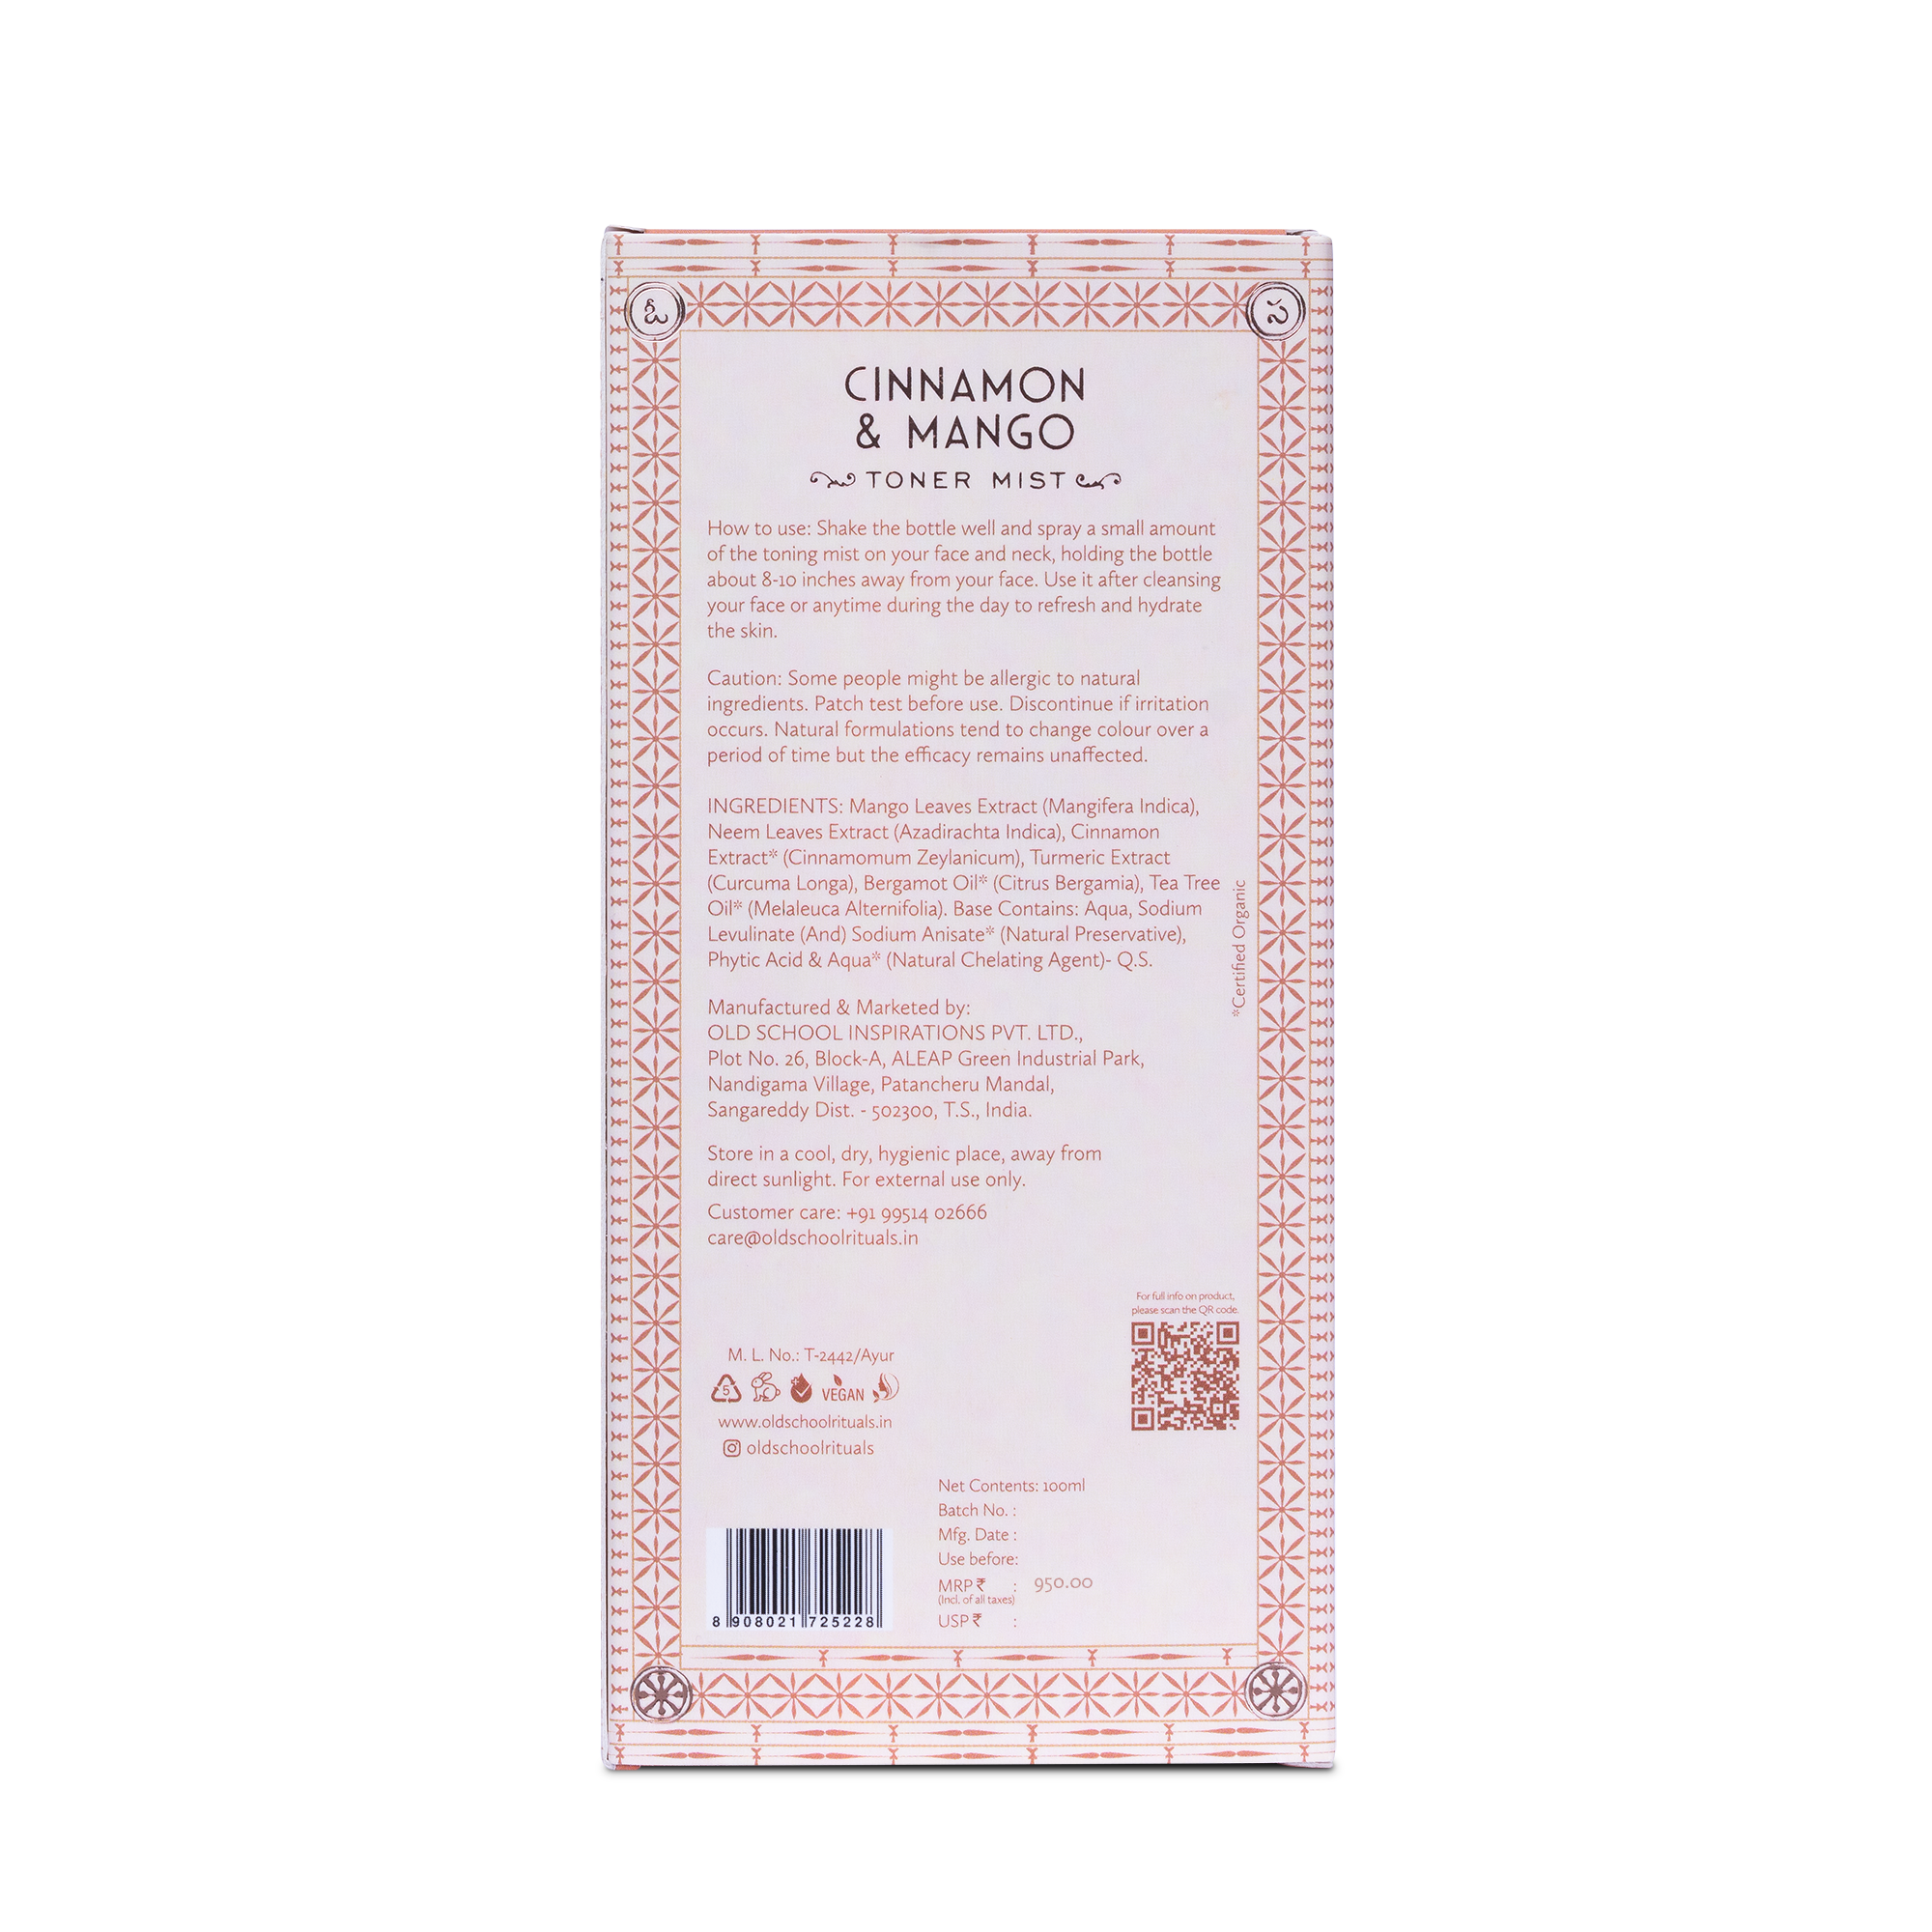 CINNAMON
& MANGO
TONER MIST
How to use: Shake the bottle well and spray a small amount
of the toning mist on your face and neck, holding the bottle
about 8-10 inches away from your face. Use it after cleansing
your face or anytime during the day to refresh and hydrate
the skin.
Caution: Some people might be allergic to natural
ingredients. Patch test before use. Discontinue if irritation
occurs. Natural formulations tend to change colour over a
period of time but the efficacy remains unaffected.
INGREDIENTS: Mango Leaves Extract (Mangifera Indica),
Neem Leaves Extract (Azadirachta Indica), Cinnamon
Extract* (Cinnamomum Zeylanicum), Turmeric Extract
(Curcuma Longa), Bergamot Oil* (Citrus Bergamia), Tea Tree
Oil* (Melaleuca Alternifolia). Base Contains: Aqua, Sodium
Levulinate (And) Sodium Anisate* (Natural Preservative),
Phytic Acid & Aqua* (Natural Chelating Agent)- Q.S.
*Certified Organic
Manufactured & Marketed by:
OLD SCHOOL INSPIRATIONS PVT. LTD.,
Plot No. 26, Block-A, ALEAP Green Industrial Park,
Nandigama Village, Patancheru Mandal,
Sangareddy Dist. - 502300, T.S., India.
Store in a cool, dry, hygienic place, away from
direct sunlight. For external use only.
Customer care: +91 99514 02666
care@oldschoolrituals.in
For full info on product,
please scan the QR code.
M. L. No.: T-2442/Ayur
5
VEGAN
www.oldschoolrituals.in
oldschoolrituals
Net Contents: 100ml
Batch No. :
Mfg. Date :
Use before:
MRP ₹ : 950.00
(Incl. of all taxes)
USP ₹ :
8 908021 725228